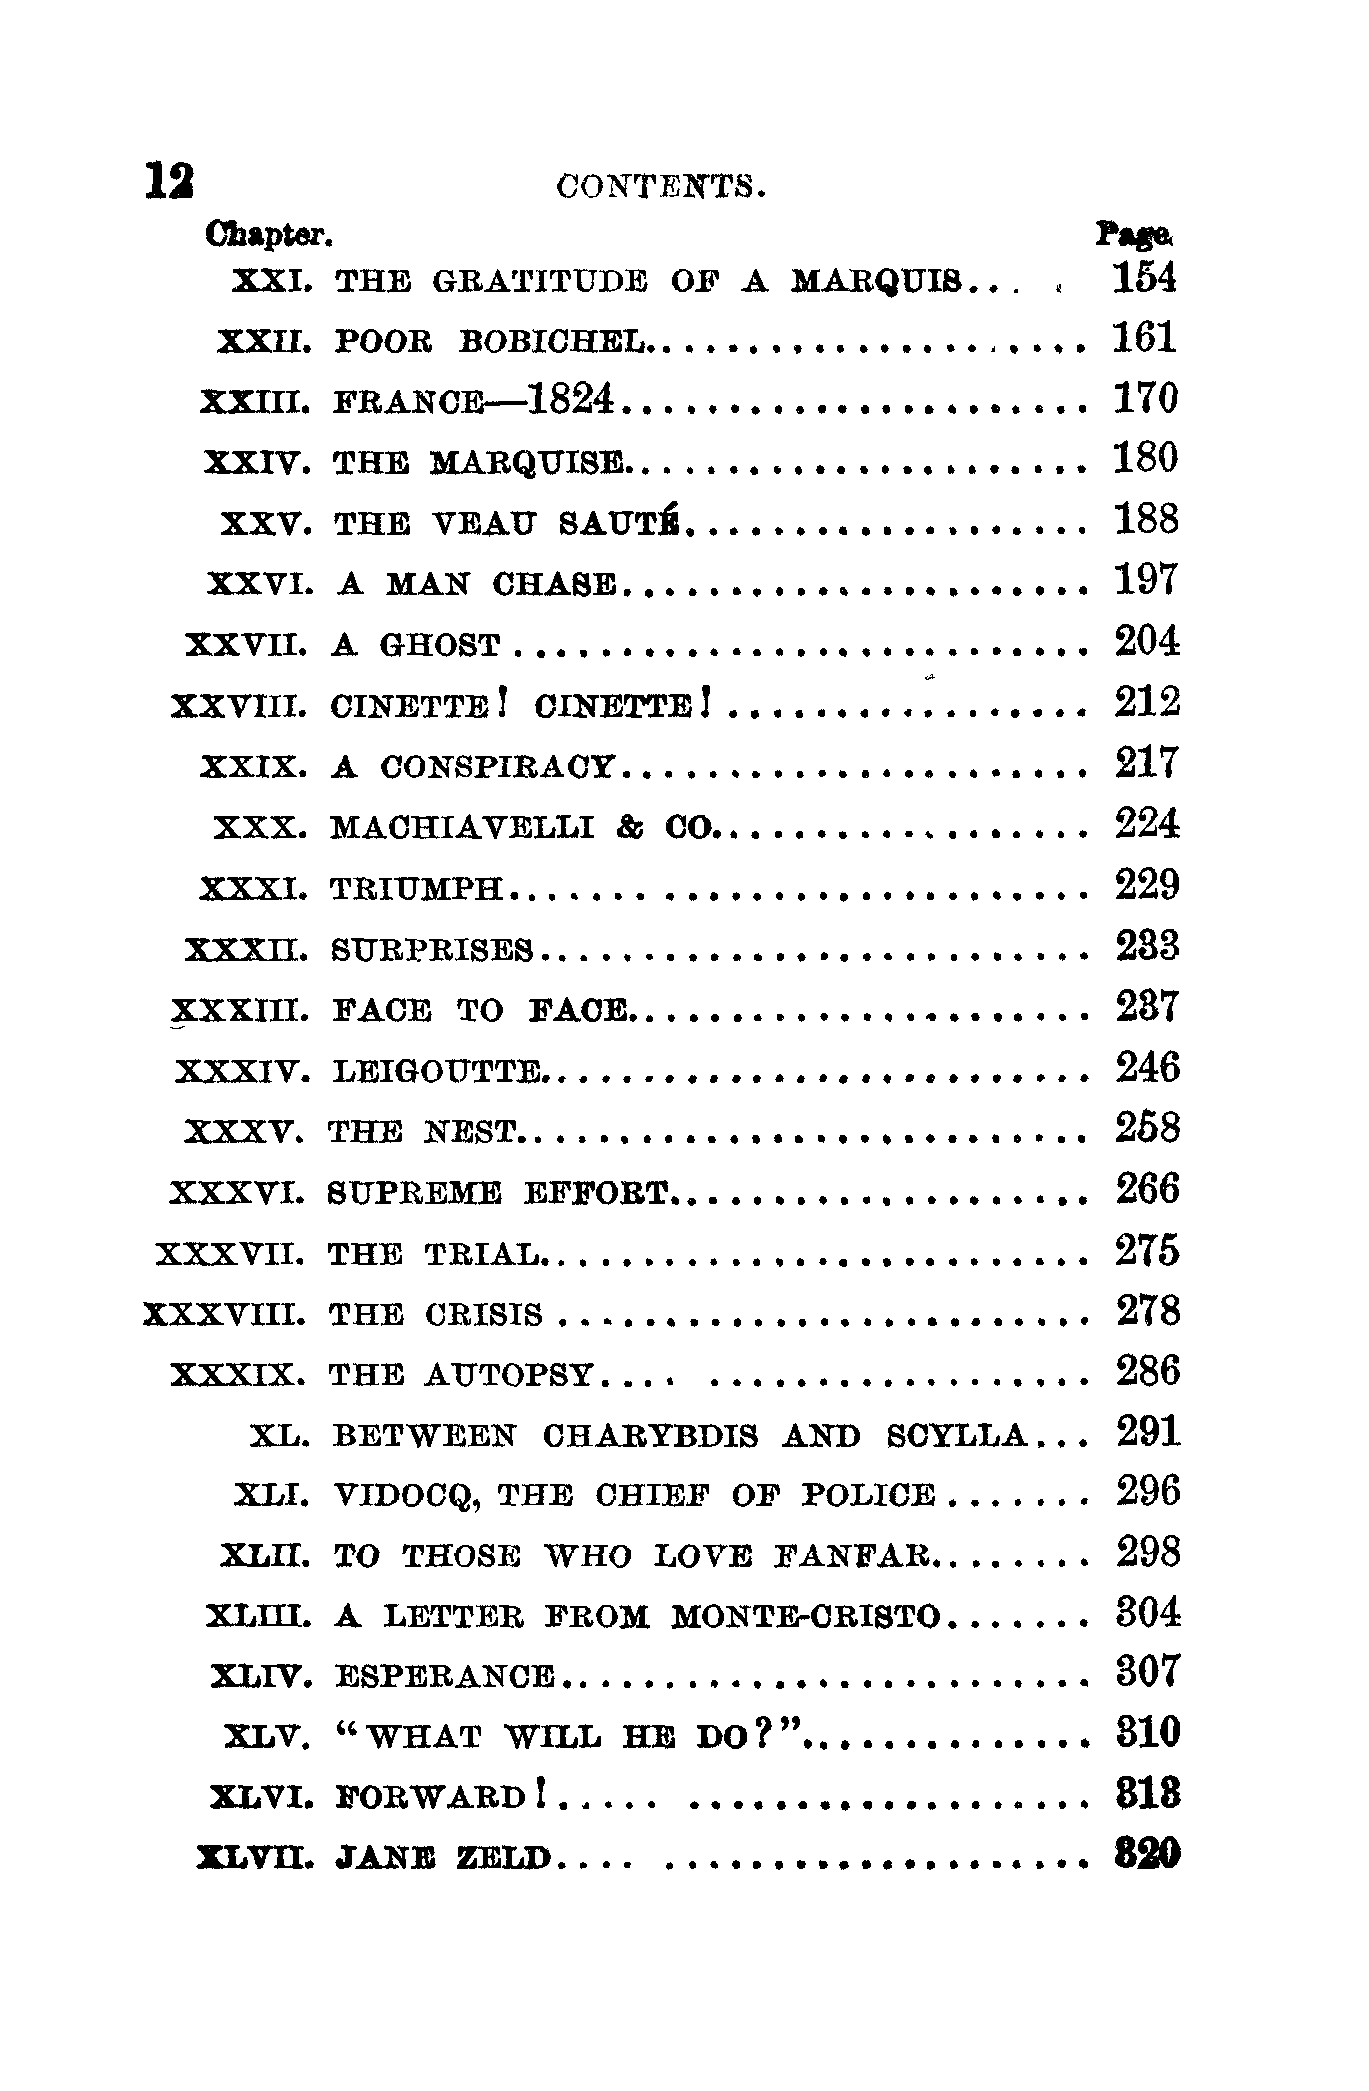 12 CONTENTS.
Chapter. Page.
XXI. THE GRATITUDE OF A MARQUIS.... 154
XXII. POOR BOBICHEL..................... 161
XXIII. FRANCE—1824...................... 170
XXIV. THE MARQUISE...................... 180
XXV. THE VEAU SAUTÉ................... 188
XXVI. A MAN CHASE...................... 197
XXVII. A GHOST........................... 204
XXVIII. CINETTE! CINETTE!................. 212
XXIX. A CONSPIRACY...................... 217
XXX. MACHIAVELLI & CO.................. 224
XXXI. TRIUMPH........................... 229
XXXII. SURPRISES.......................... 233
XXXIII. FACE TO FACE...................... 237
XXXIV. LEIGOUTTE.......................... 246
XXXV. THE NEST........................... 258
XXXVI. SUPREME EFFORT.................... 266
XXXVII. THE TRIAL.......................... 275
XXXVIII. THE CRISIS......................... 278
XXXIX. THE AUTOPSY.... .................. 286
XL. BETWEEN CHARYBDIS AND SCYLLA... 291
XLI. VIDOCQ, THE CHIEF OF POLICE....... 296
XLII. TO THOSE WHO LOVE FANFAR........ 298
XLIII. A LETTER FROM MONTE-CRISTO....... 304
XLIV. ESPERANCE......................... 307
XLV. “WHAT WILL HE DO?”.............. 310
XLVI. FORWARD!..... ................... 313
XLVII. JANE ZELD.... .................... 320